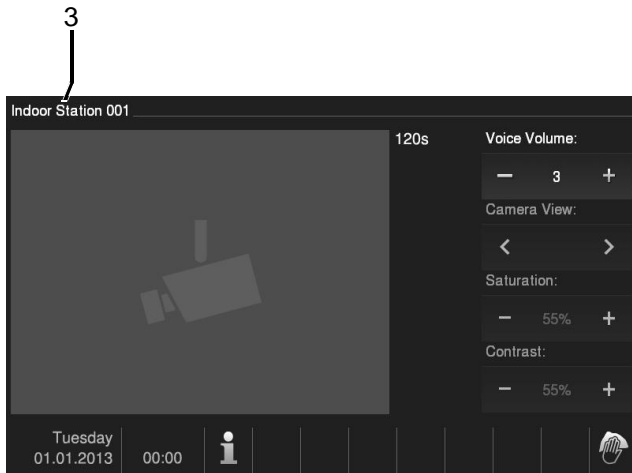 3
Indoor Station 001
120s
Voice Volume:
− 3 +
Camera View:
< >
Saturation:
− 55% +
Contrast:
− 55% +
Tuesday
01.01.2013
00:00
i